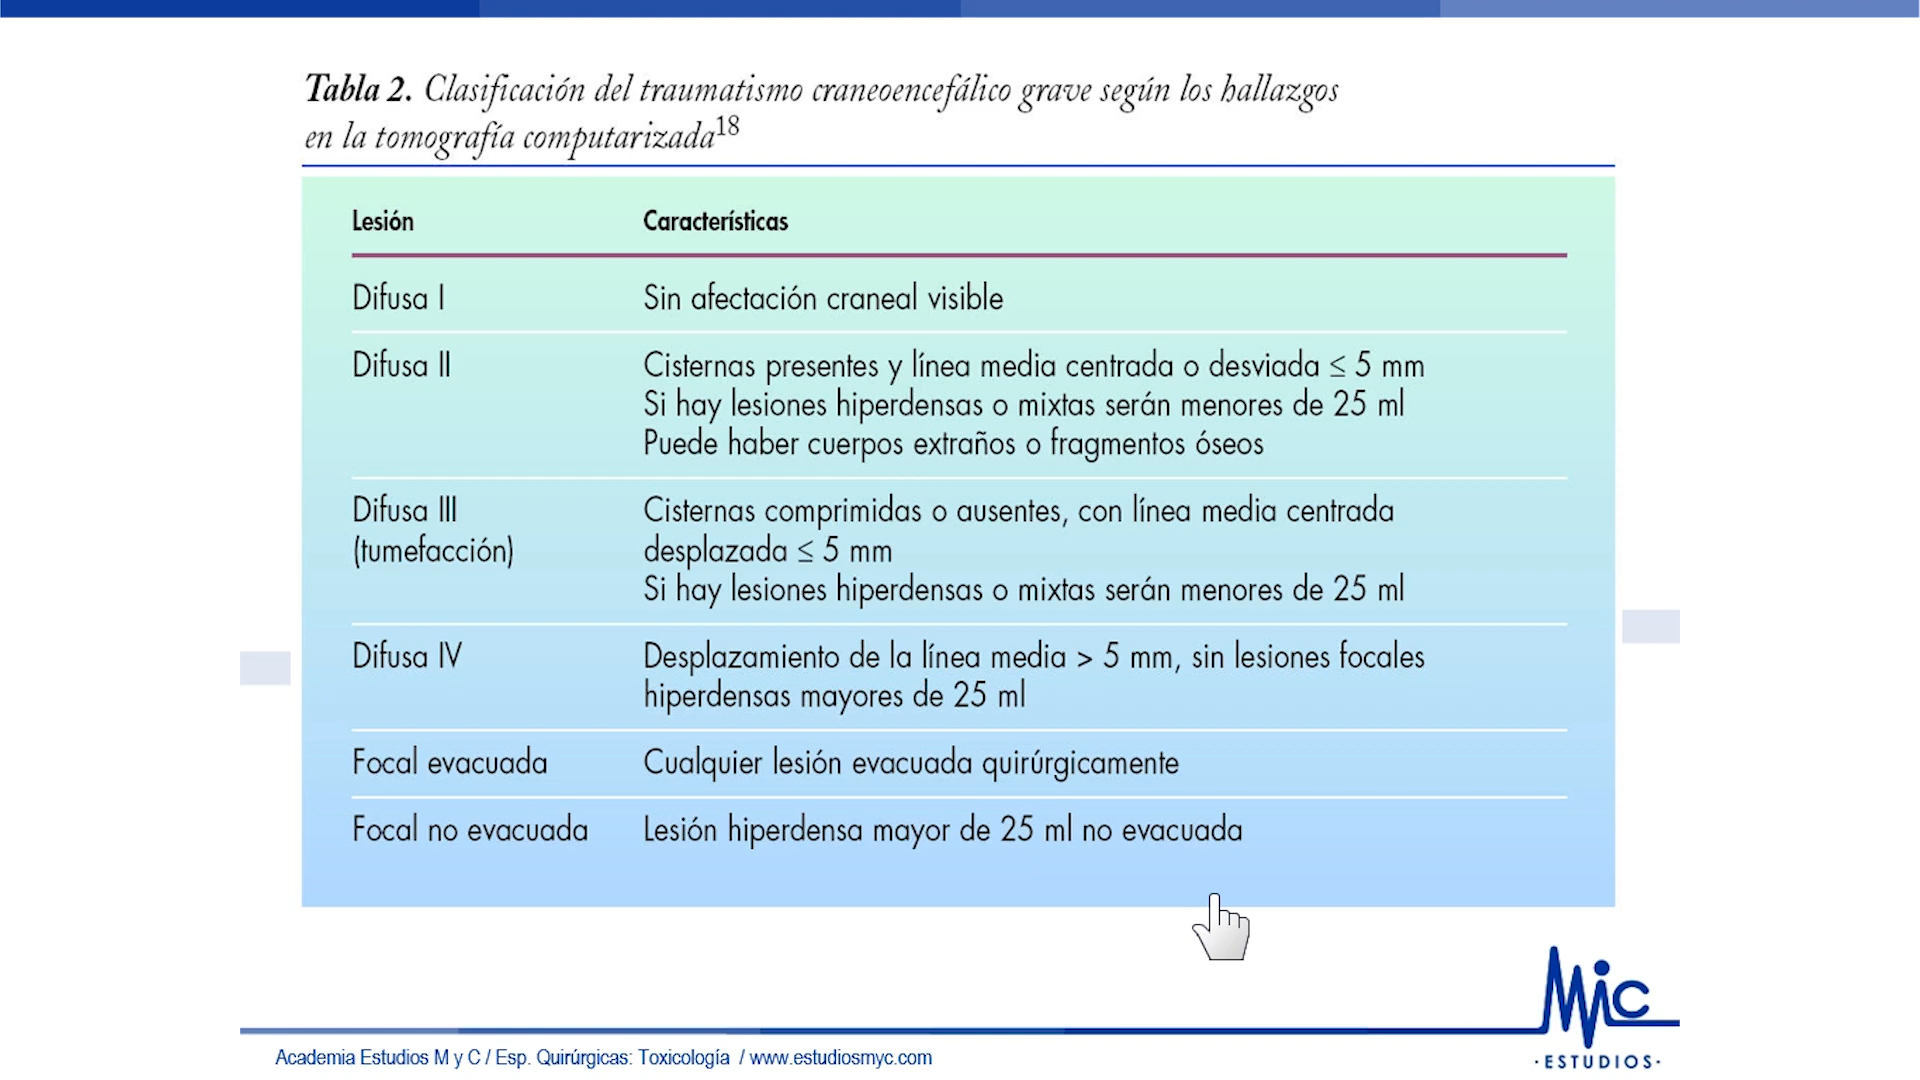 Tabla 2. Clasificación del traumatismo craneoencefálico grave según los hallazgos
en la tomografía computarizada18
Lesión Características
Difusa I Sin afectación craneal visible
Difusa II Cisternas presentes y línea media centrada o desviada ≤ 5 mm
Si hay lesiones hiperdensas o mixtas serán menores de 25 ml
Puede haber cuerpos extraños o fragmentos óseos
Difusa III Cisternas comprimidas o ausentes, con línea media centrada
(tumefacción) desplazada ≤ 5 mm
Si hay lesiones hiperdensas o mixtas serán menores de 25 ml
Difusa IV Desplazamiento de la línea media > 5 mm, sin lesiones focales
hiperdensas mayores de 25 ml
Focal evacuada Cualquier lesión evacuada quirúrgicamente
Focal no evacuada Lesión hiperdensa mayor de 25 ml no evacuada
MiC
·ESTUDIOS·
Academia Estudios M y C / Esp. Quirúrgicas: Toxicología / www.estudiosmyc.com